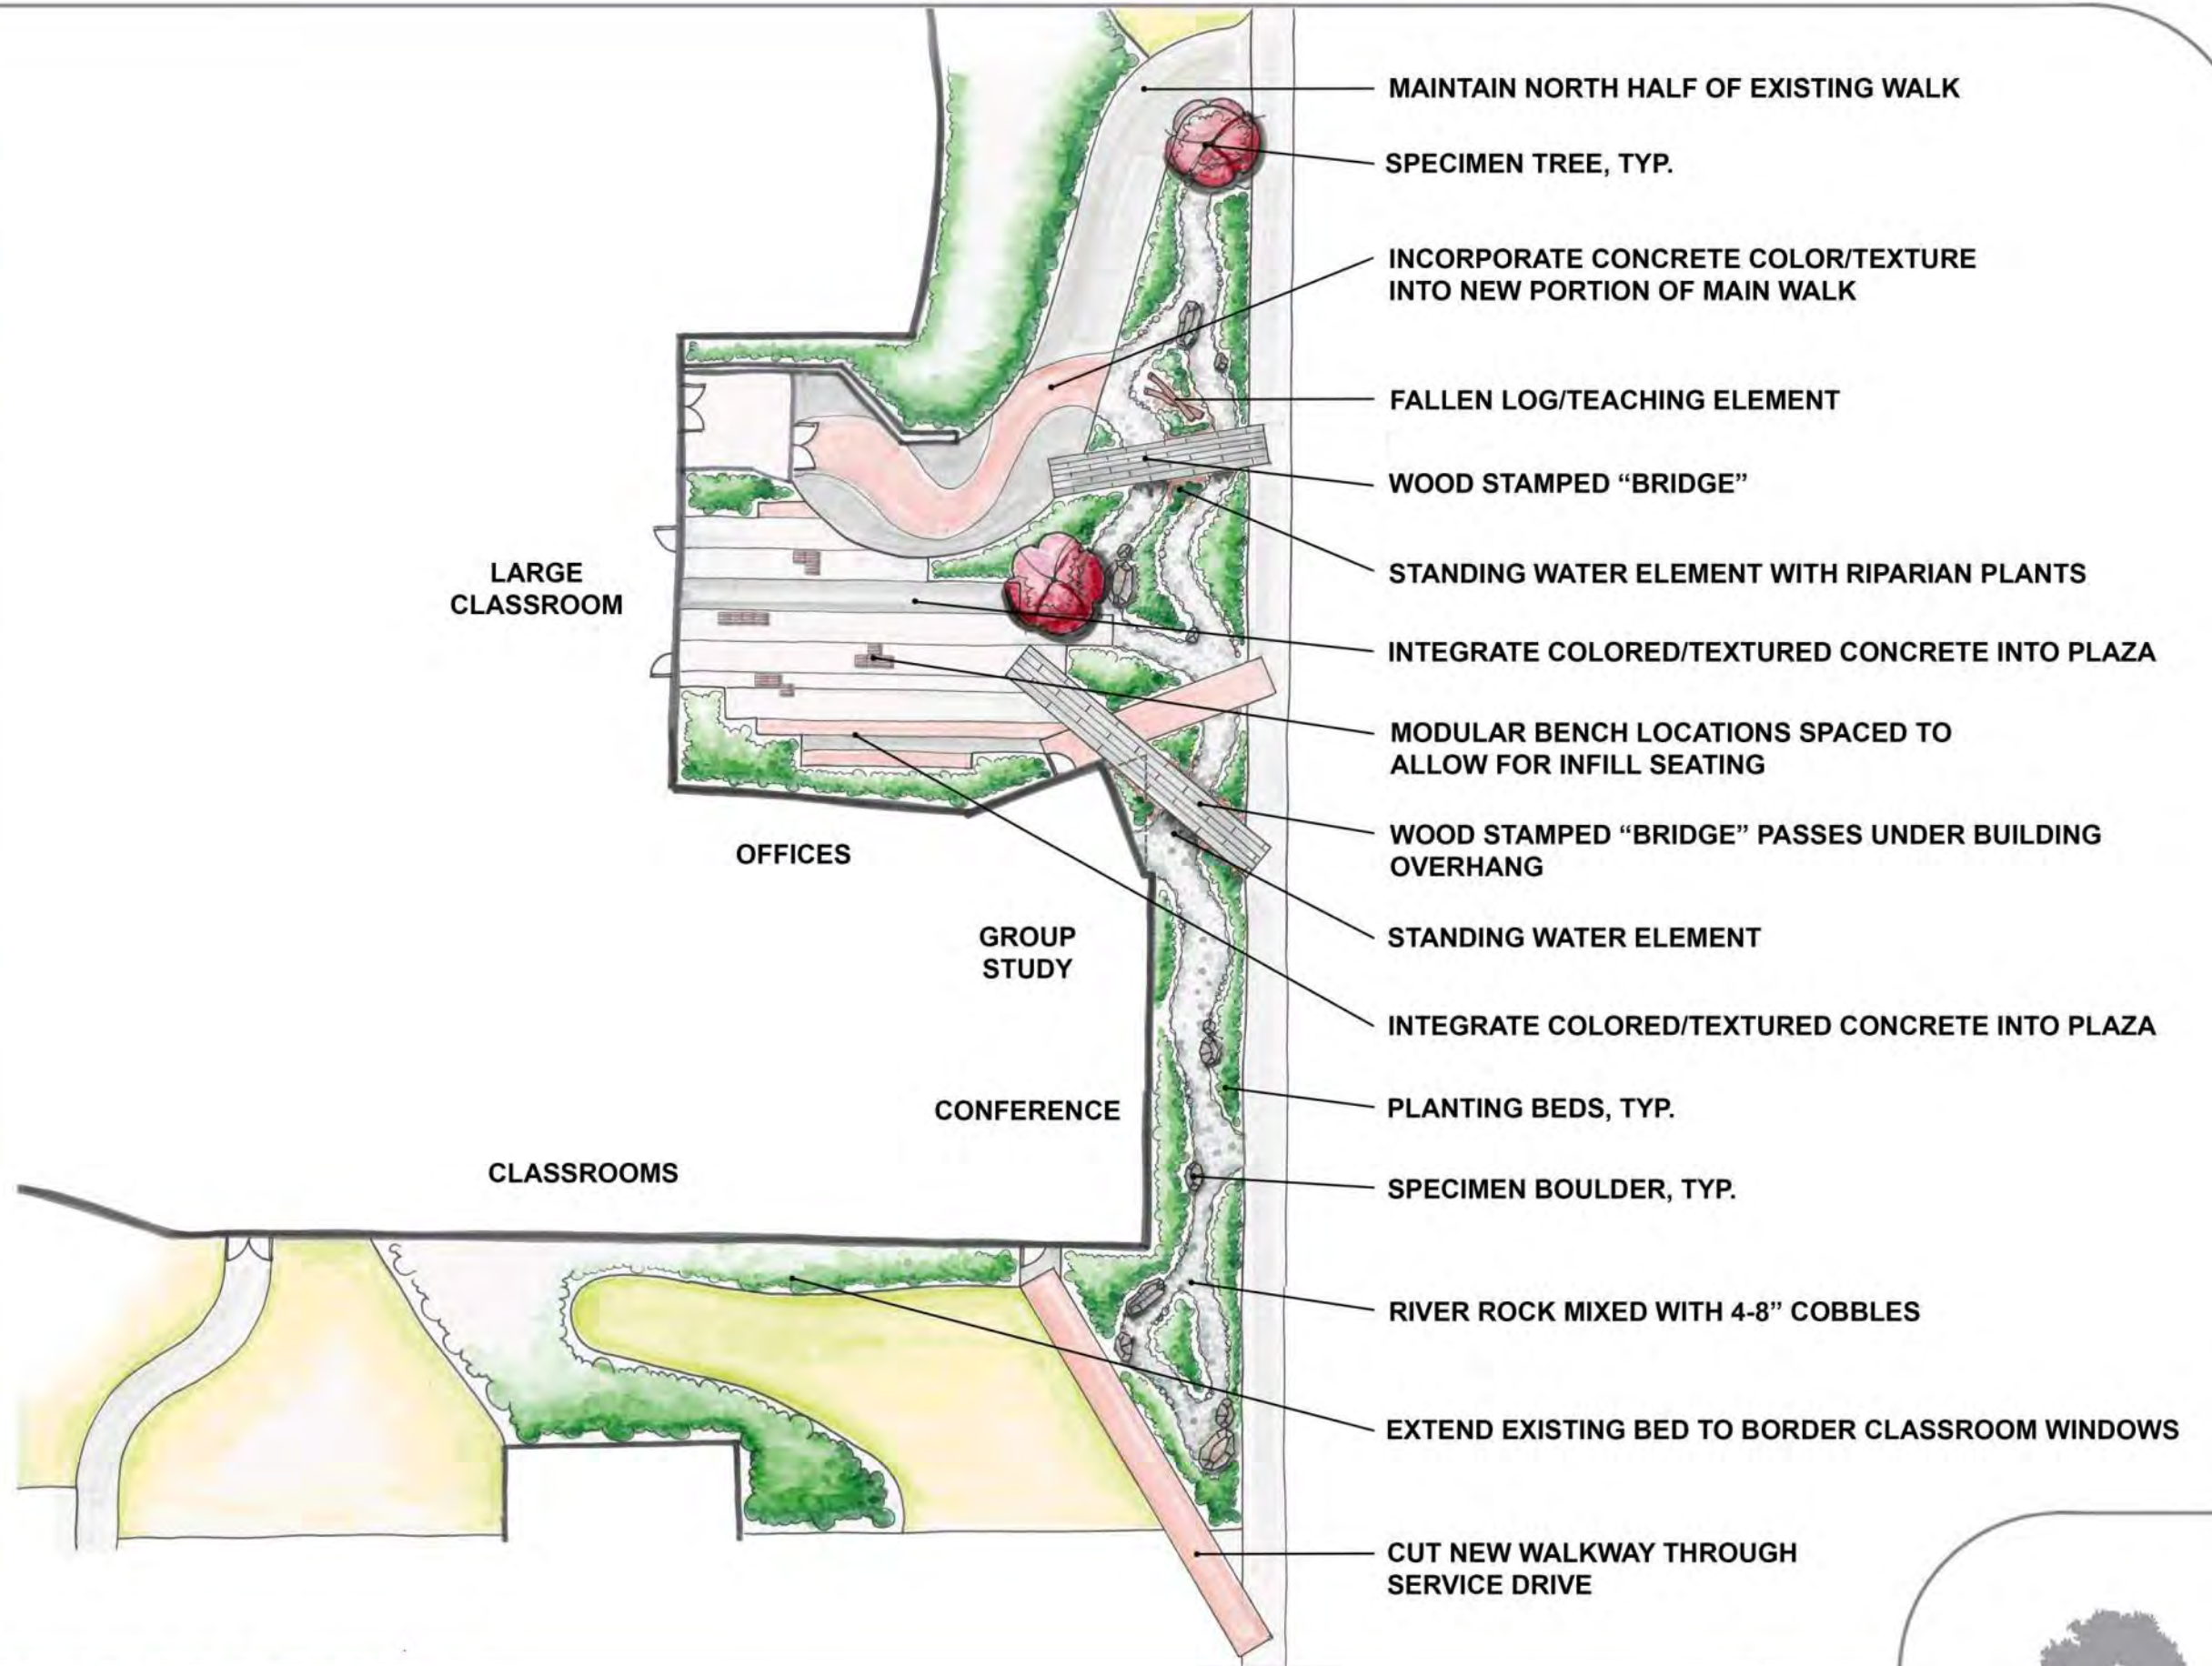 MAINTAIN NORTH HALF OF EXISTING WALK
SPECIMEN TREE, TYP.
INCORPORATE CONCRETE COLOR/TEXTURE
INTO NEW PORTION OF MAIN WALK
FALLEN LOG/TEACHING ELEMENT
WOOD STAMPED “BRIDGE”
STANDING WATER ELEMENT WITH RIPARIAN PLANTS
INTEGRATE COLORED/TEXTURED CONCRETE INTO PLAZA
MODULAR BENCH LOCATIONS SPACED TO
ALLOW FOR INFILL SEATING
WOOD STAMPED “BRIDGE” PASSES UNDER BUILDING
OVERHANG
STANDING WATER ELEMENT
INTEGRATE COLORED/TEXTURED CONCRETE INTO PLAZA
PLANTING BEDS, TYP.
SPECIMEN BOULDER, TYP.
RIVER ROCK MIXED WITH 4-8” COBBLES
EXTEND EXISTING BED TO BORDER CLASSROOM WINDOWS
CUT NEW WALKWAY THROUGH
SERVICE DRIVE
LARGE
CLASSROOM
OFFICES
GROUP
STUDY
CONFERENCE
CLASSROOMS